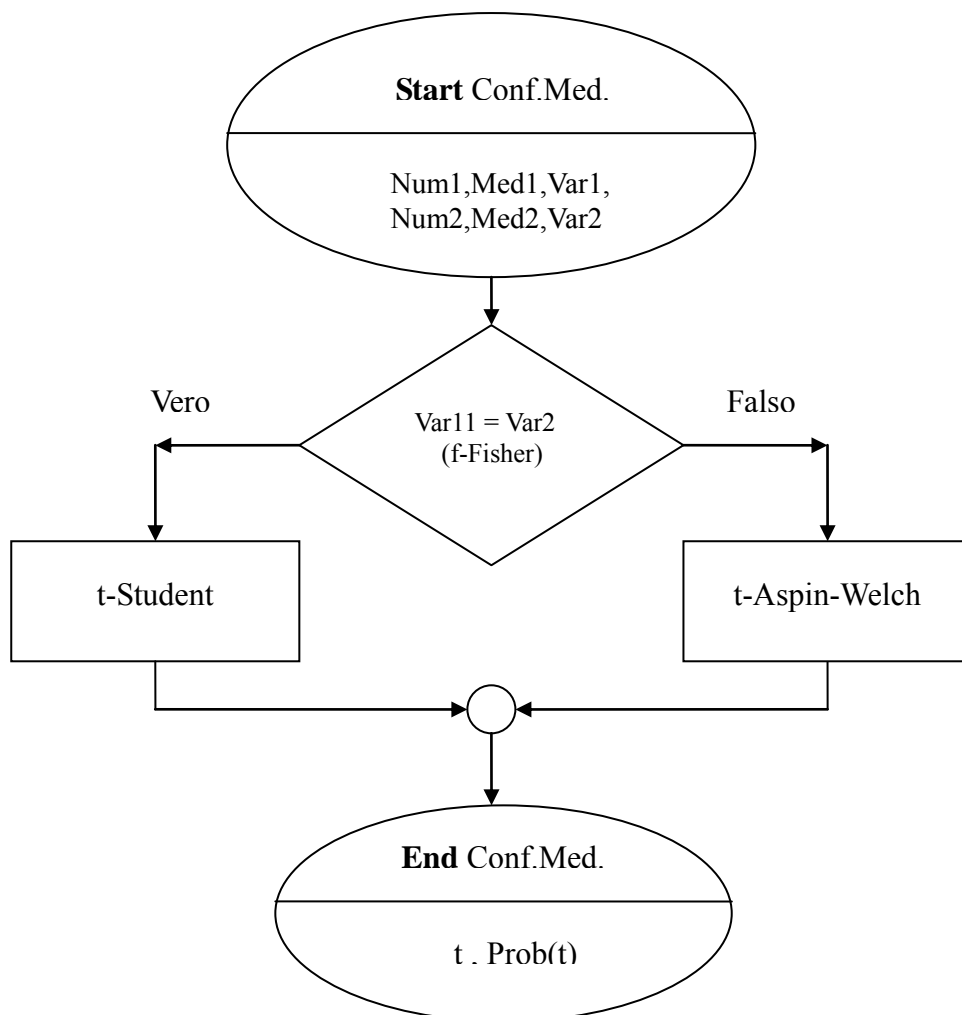 Start Conf.Med.
Num1,Med1,Var1,
Num2,Med2,Var2
Vero
Falso
Var11 = Var2
(f-Fisher)
t-Student
t-Aspin-Welch
End Conf.Med.
t , Prob(t)